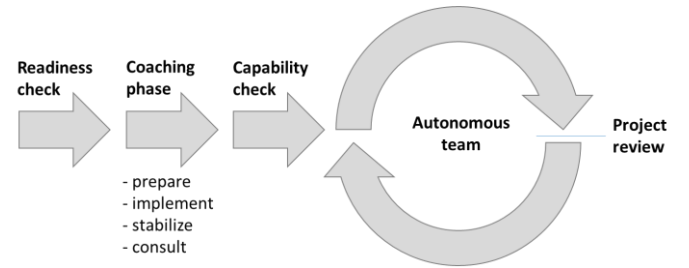 Readiness
check
Coaching
phase
Capability
check
- prepare
- implement
- stabilize
- consult
Autonomous
team
Project
review